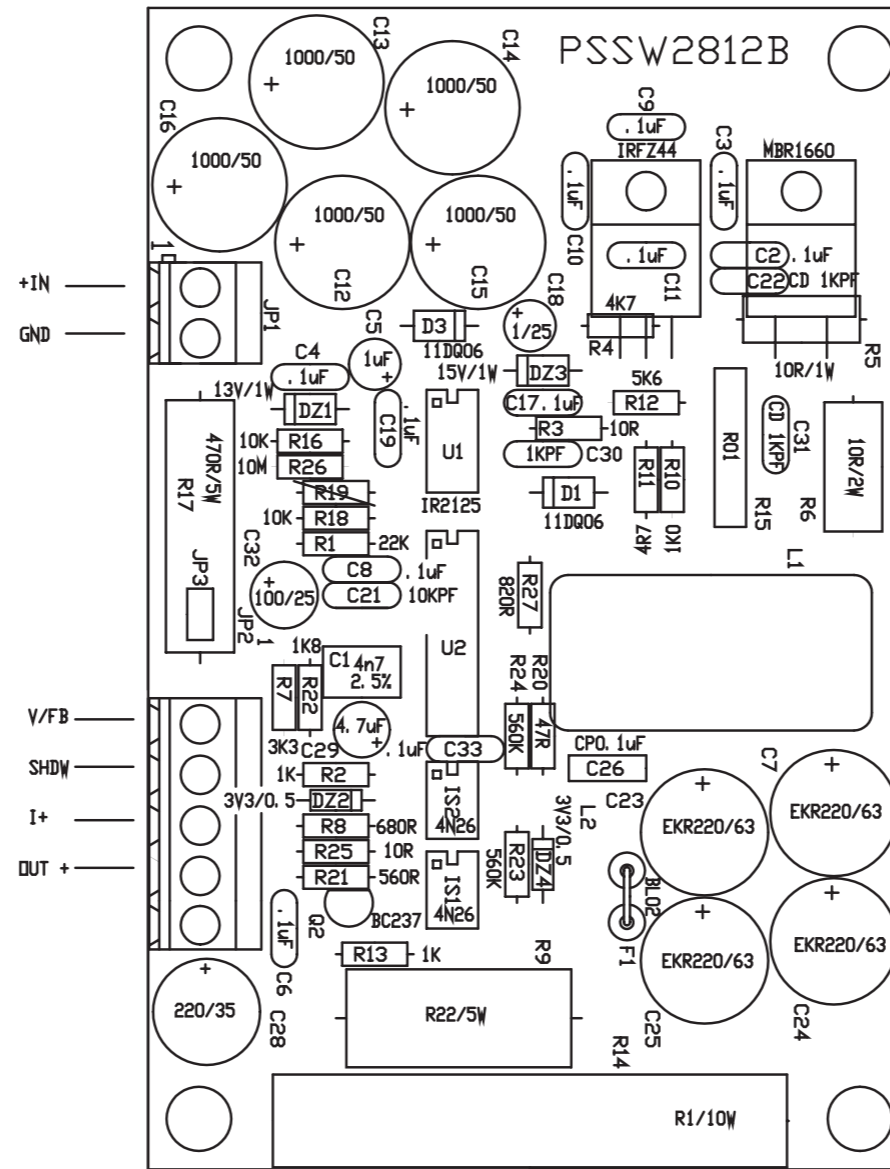 PSSW2812B
C13
1000/50
C14
1000/50
C16
1000/50
C9
.1uF
IRFZ44
C3
.1uF
MBR1660
.1uF
C10
1000/50
C12
1000/50
C15
.1uF
C11
C2
.1uF
C22
CD 1KPF
+IN
GND
1
JP1
C5
1uF
D3
11DQ06
C18
1/25
4K7
R4
R5
10R/1W
C4
.1uF
13V/1W
DZ1
C19
.1uF
15V/1W
DZ3
C17
.1uF
R3
10R
1KPF
C30
5K6
R12
R01
R15
CD 1KPF
C31
10R/2W
R6
10K
R16
10M
R26
R19
10K
R18
R1
22K
U1
IR2125
D1
11DQ06
R11
4R7
R10
1K0
470R/5W
R17
JP3
JP2
1
C32
100/25
C8
.1uF
C21
10KPF
U2
R27
820R
L1
1K8
C1
4n7
2.5%
R7
3K3
R22
4.7uF
C29
.1uF
C33
R24
560K
R20
47R
CPO.1uF
C26
V/FB
SHDW
I+
OUT +
1K
R2
3V3/0.5
DZ2
R8
680R
R25
10R
R21
560R
IS2
4N26
IS1
4N26
R23
560K
3V3/0.5
DZ4
L2
C23
EKR220/63
C7
EKR220/63
BL02
F1
EKR220/63
C25
EKR220/63
C24
.1uF
C6
Q2
BC237
R13
1K
R9
R22/5W
220/35
C28
R14
R1/10W